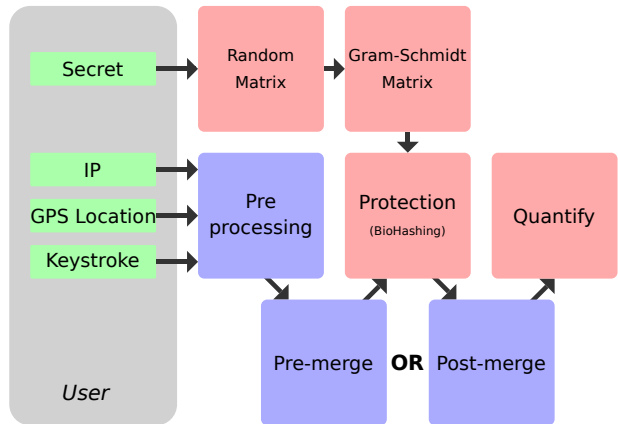 Secret
Random
Matrix
Gram-Schmidt
Matrix
IP
GPS Location
Keystroke
Pre
processing
Protection
(BioHashing)
Quantify
User
Pre-merge
OR
Post-merge